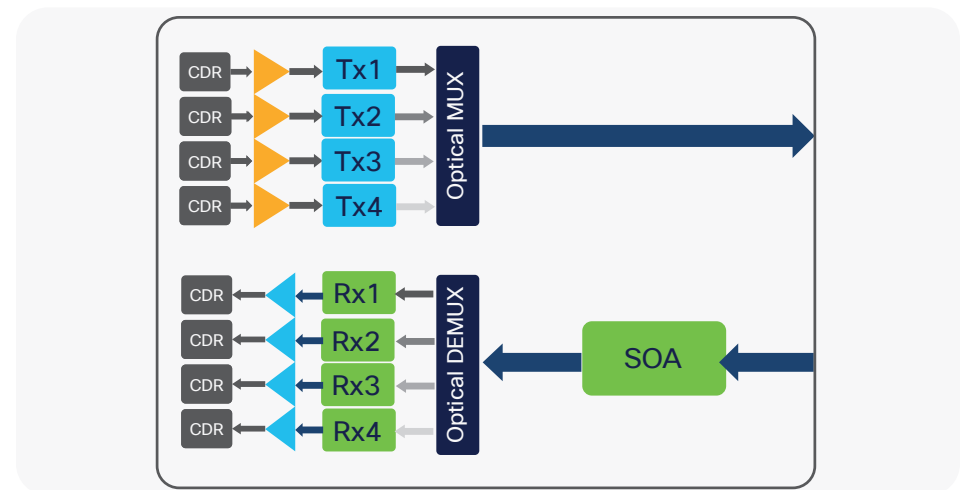 CDR
Tx1
CDR
Tx2
CDR
Tx3
CDR
Tx4
Optical MUX
CDR
Rx1
CDR
Rx2
CDR
Rx3
CDR
Rx4
Optical DEMUX
SOA